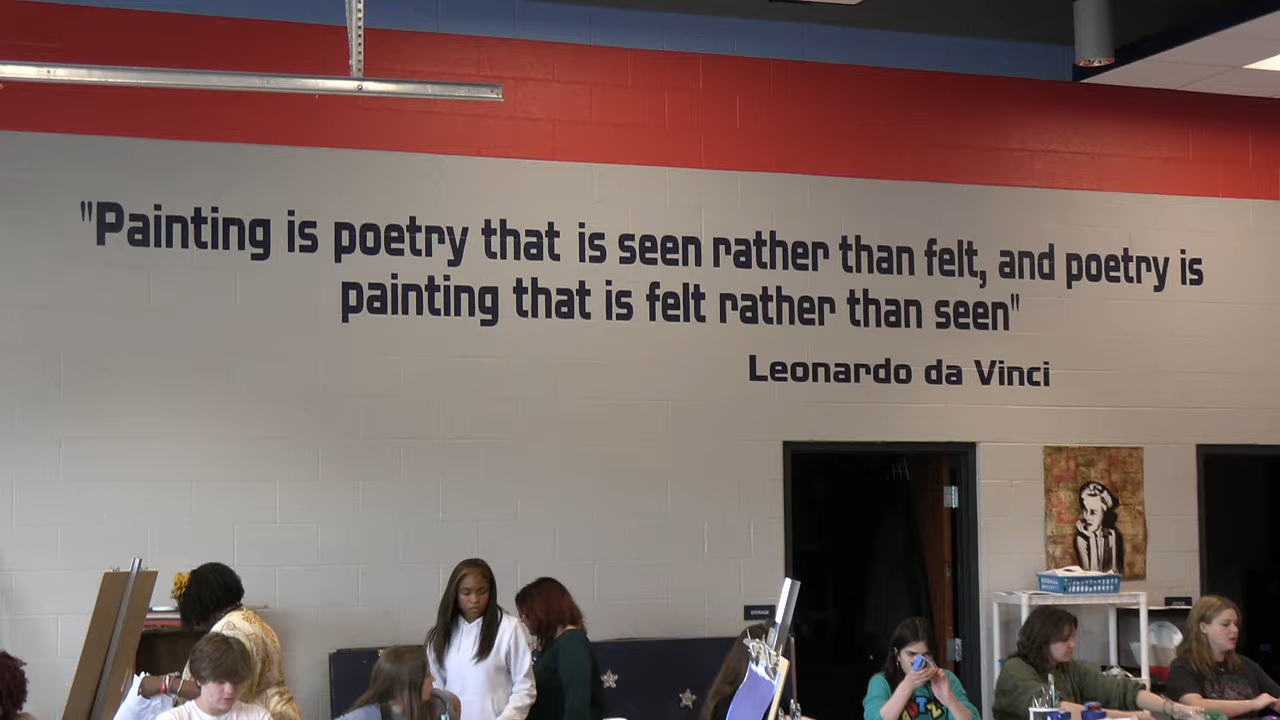 "Painting is poetry that is seen rather than felt, and poetry is
painting that is felt rather than seen"
Leonardo da Vinci
STORAGE